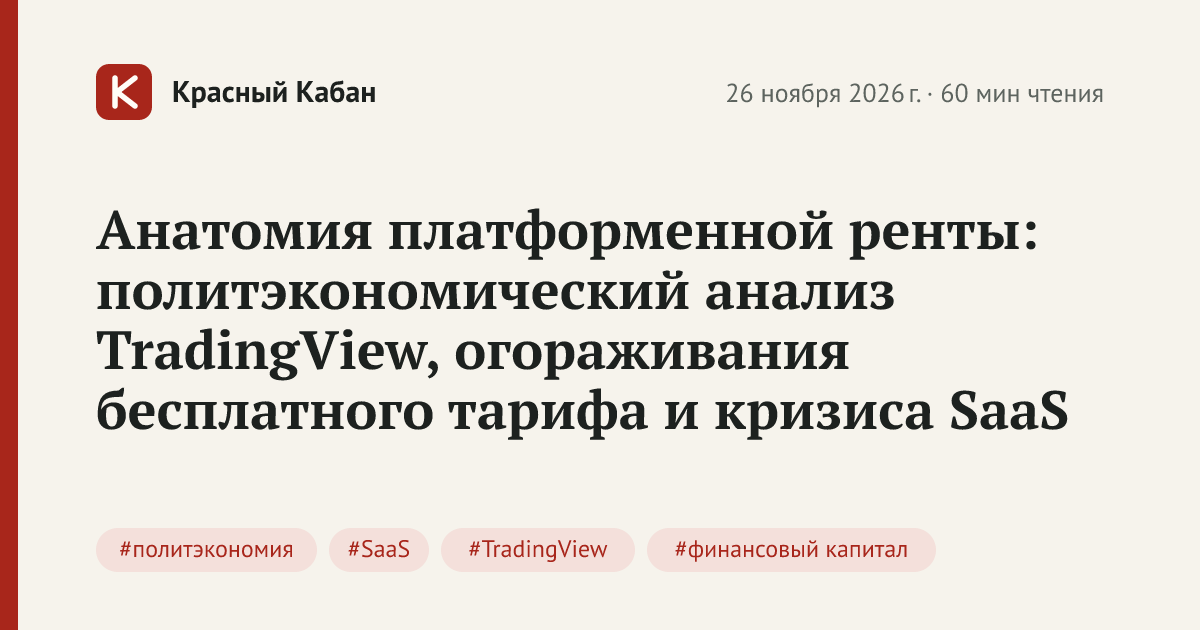 Красный Кабан
26 ноября 2026 г. · 60 мин чтения
Анатомия платформенной ренты:
политэкономический анализ
TradingView, огораживания
бесплатного тарифа и кризиса SaaS
#политэкономия #SaaS #TradingView #финансовый капитал